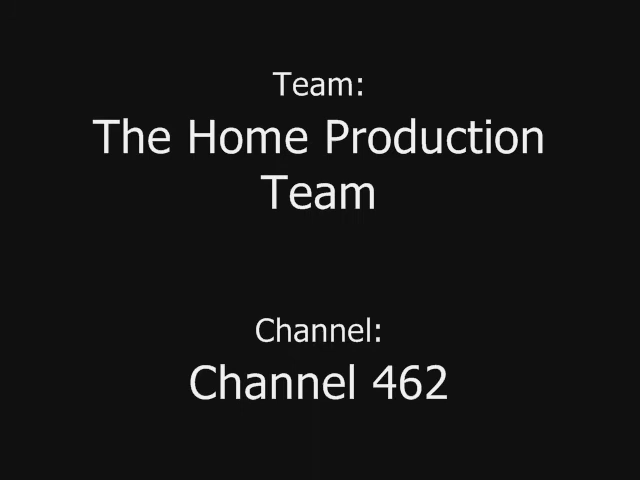 Team:
The Home Production
Team
Channel:
Channel 462